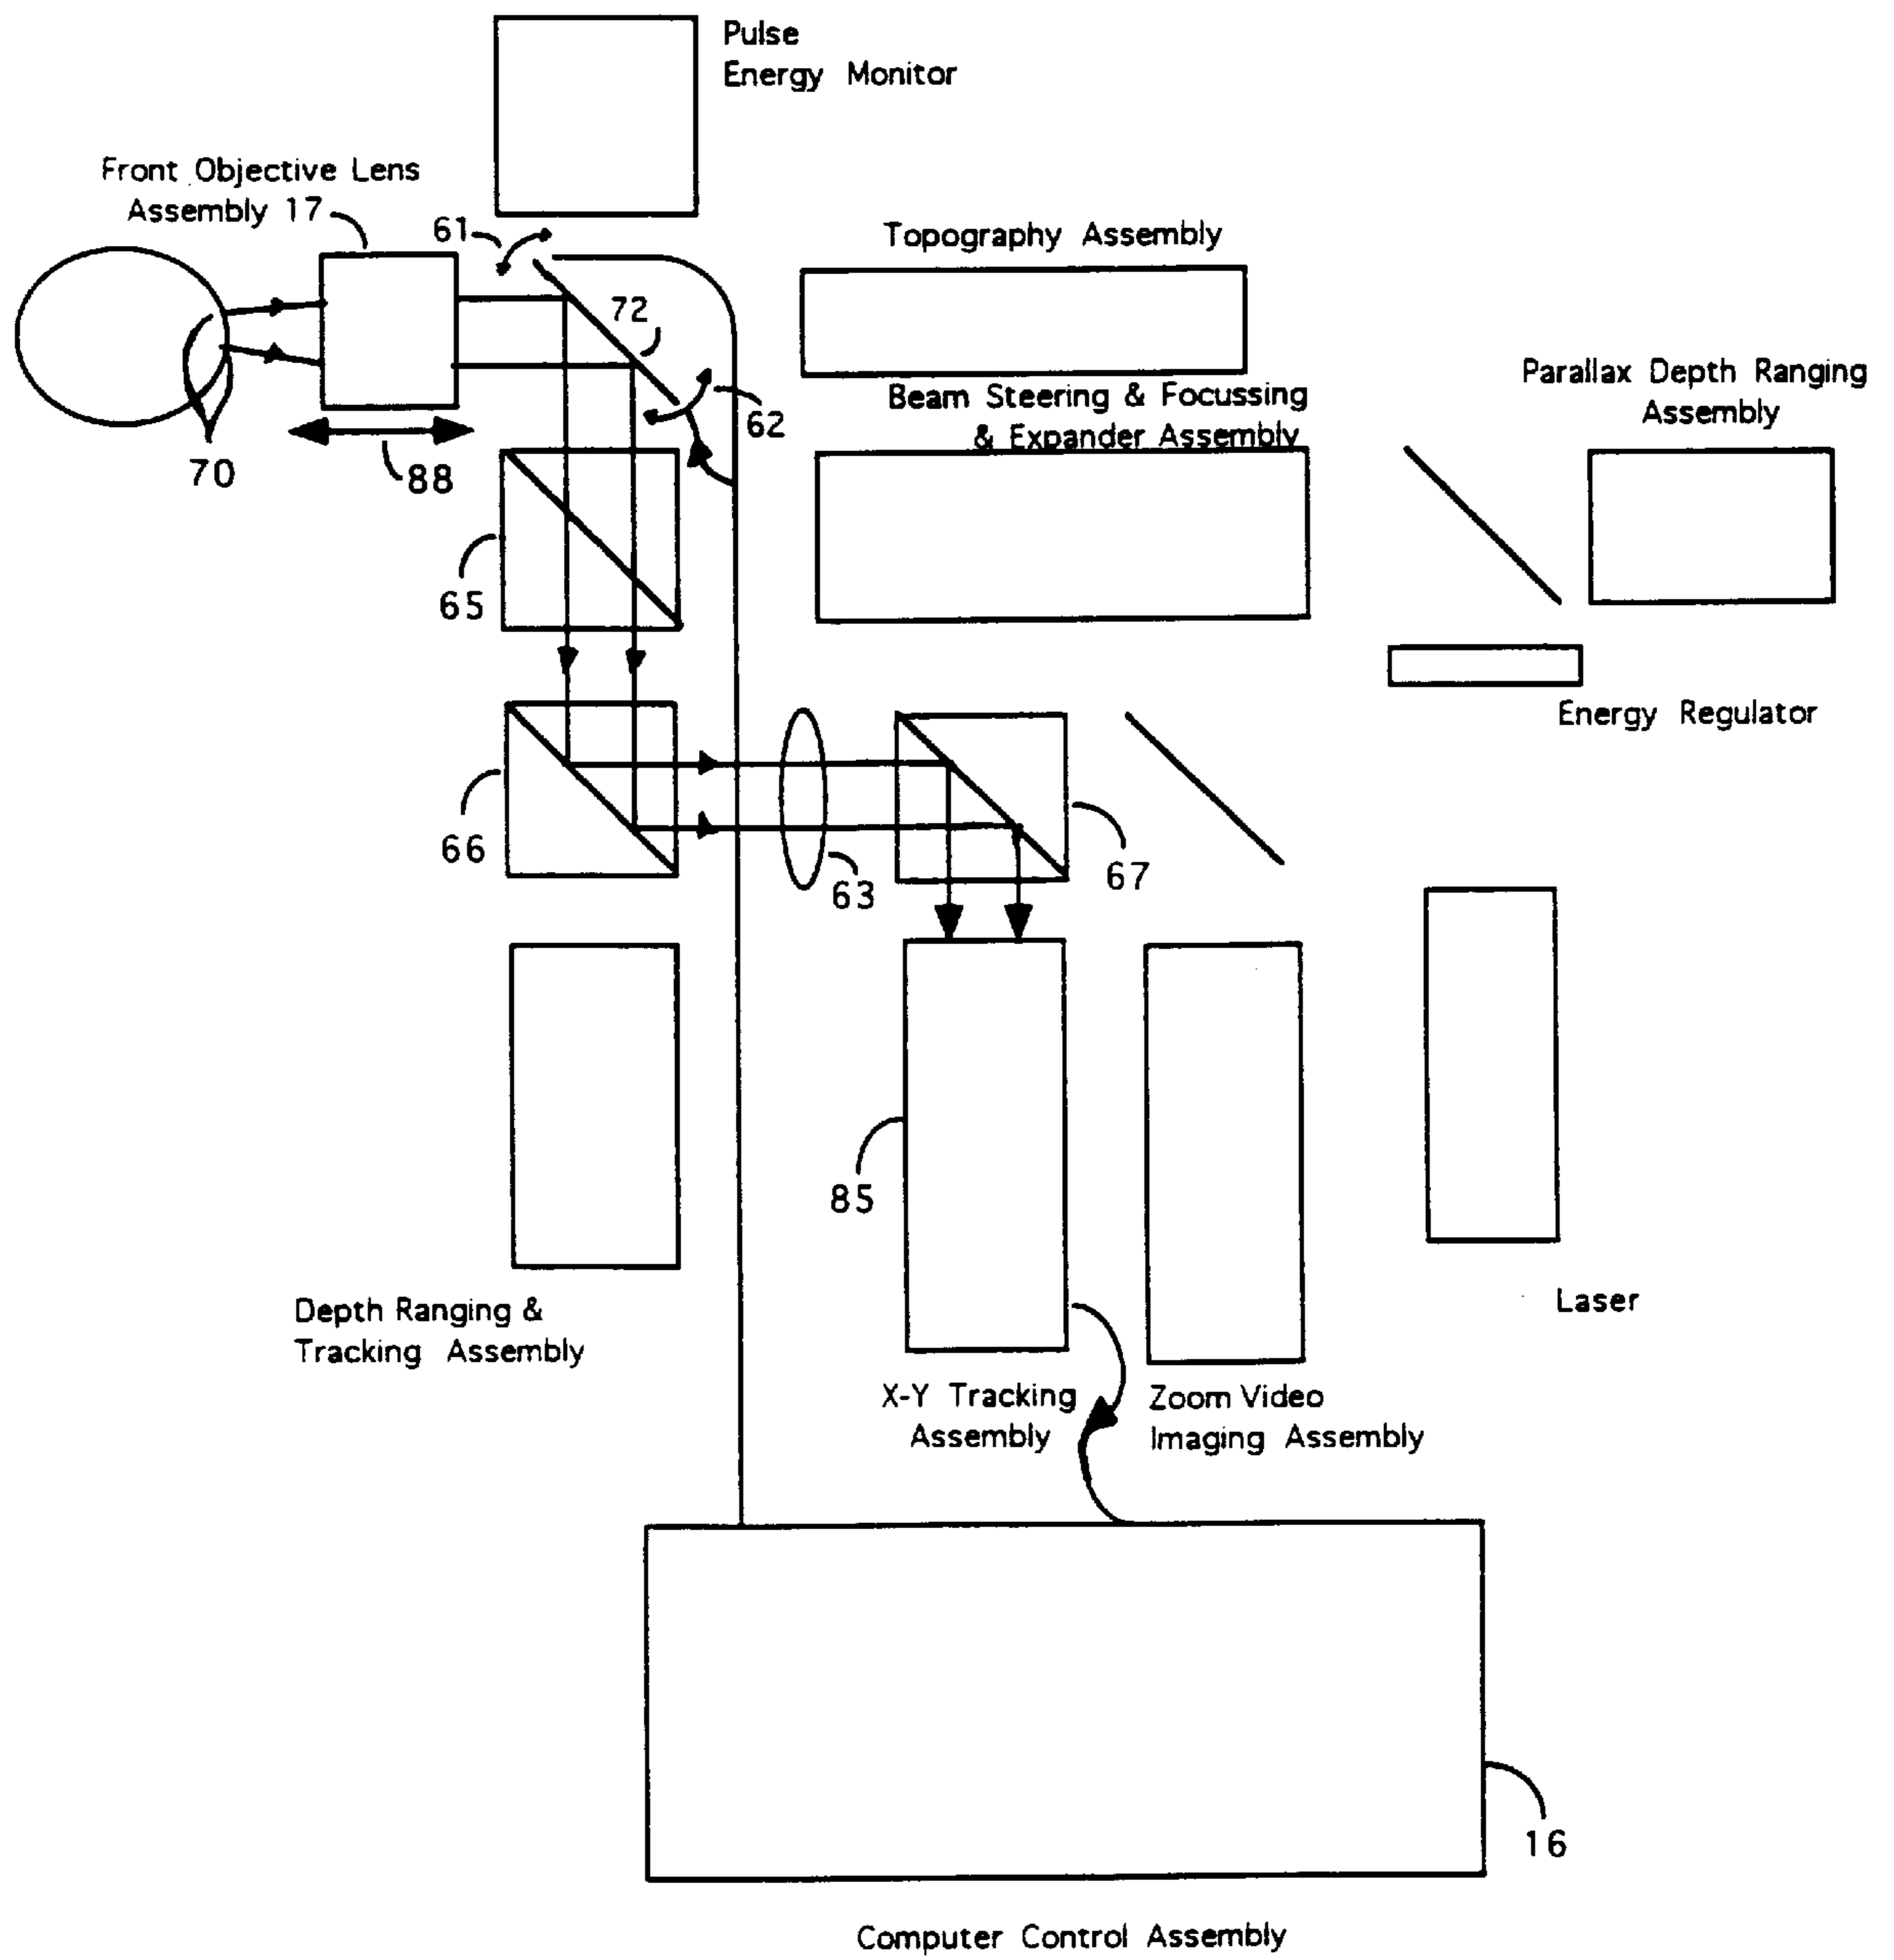 Pulse
Energy Monitor
Front Objective Lens
Assembly 17
61
Topography Assembly
72
Parallax Depth Ranging
Assembly
Beam Steering & Focussing
& Expander Assembly
62
70
88
65
Energy Regulator
66
63
67
85
Laser
Depth Ranging &
Tracking Assembly
X-Y Tracking
Assembly
Zoom Video
Imaging Assembly
16
Computer Control Assembly